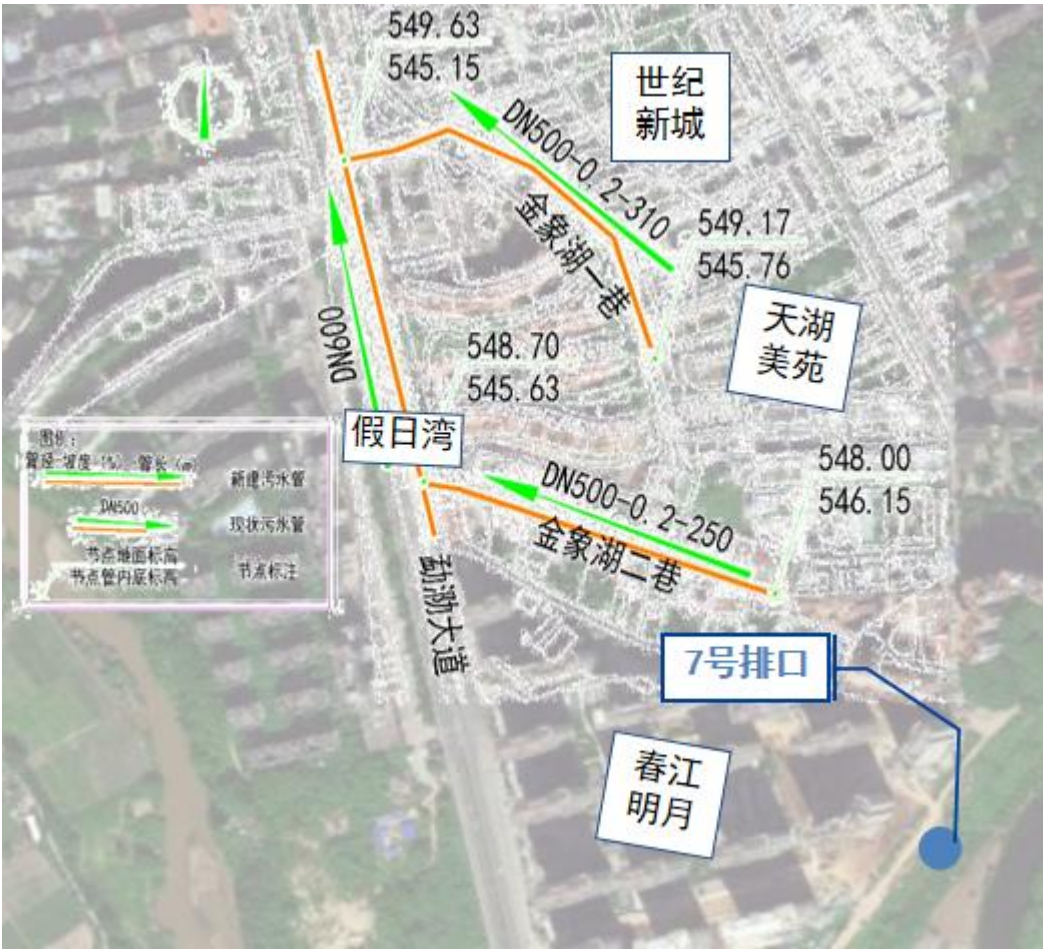 549.63
545.15
世纪
新城
DN500-0.2-310
金象湖一巷
549.17
545.76
天湖
美苑
DN600
548.70
545.63
假日湾
548.00
546.15
DN500-0.2-250
金象湖二巷
勐泐大道
图例:
管径-坡度(%)-管长(m)
新建污水管
DN500
现状污水管
节点地面标高
节点管内底标高
节点标注
7号排口
春江
明月